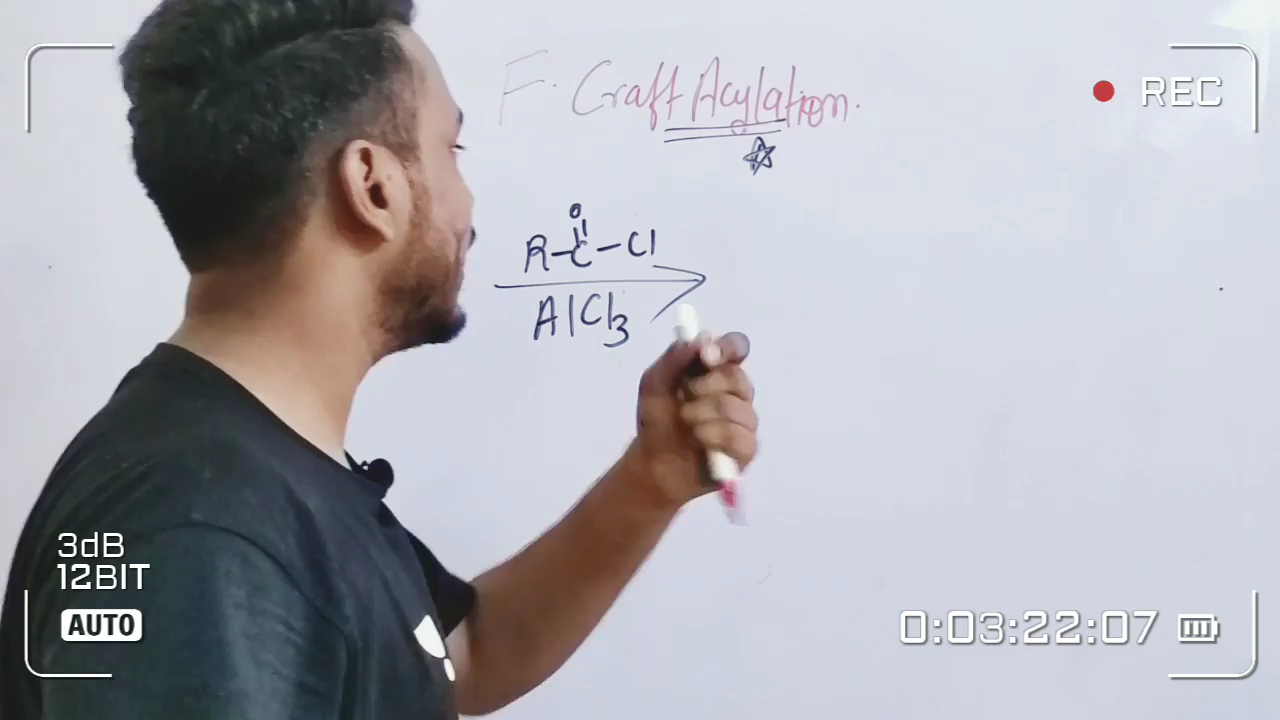 F. Craft Acylation.
REC
O
R-C-Cl
AlCl3
3dB
12BIT
AUTO
0:03:22:07